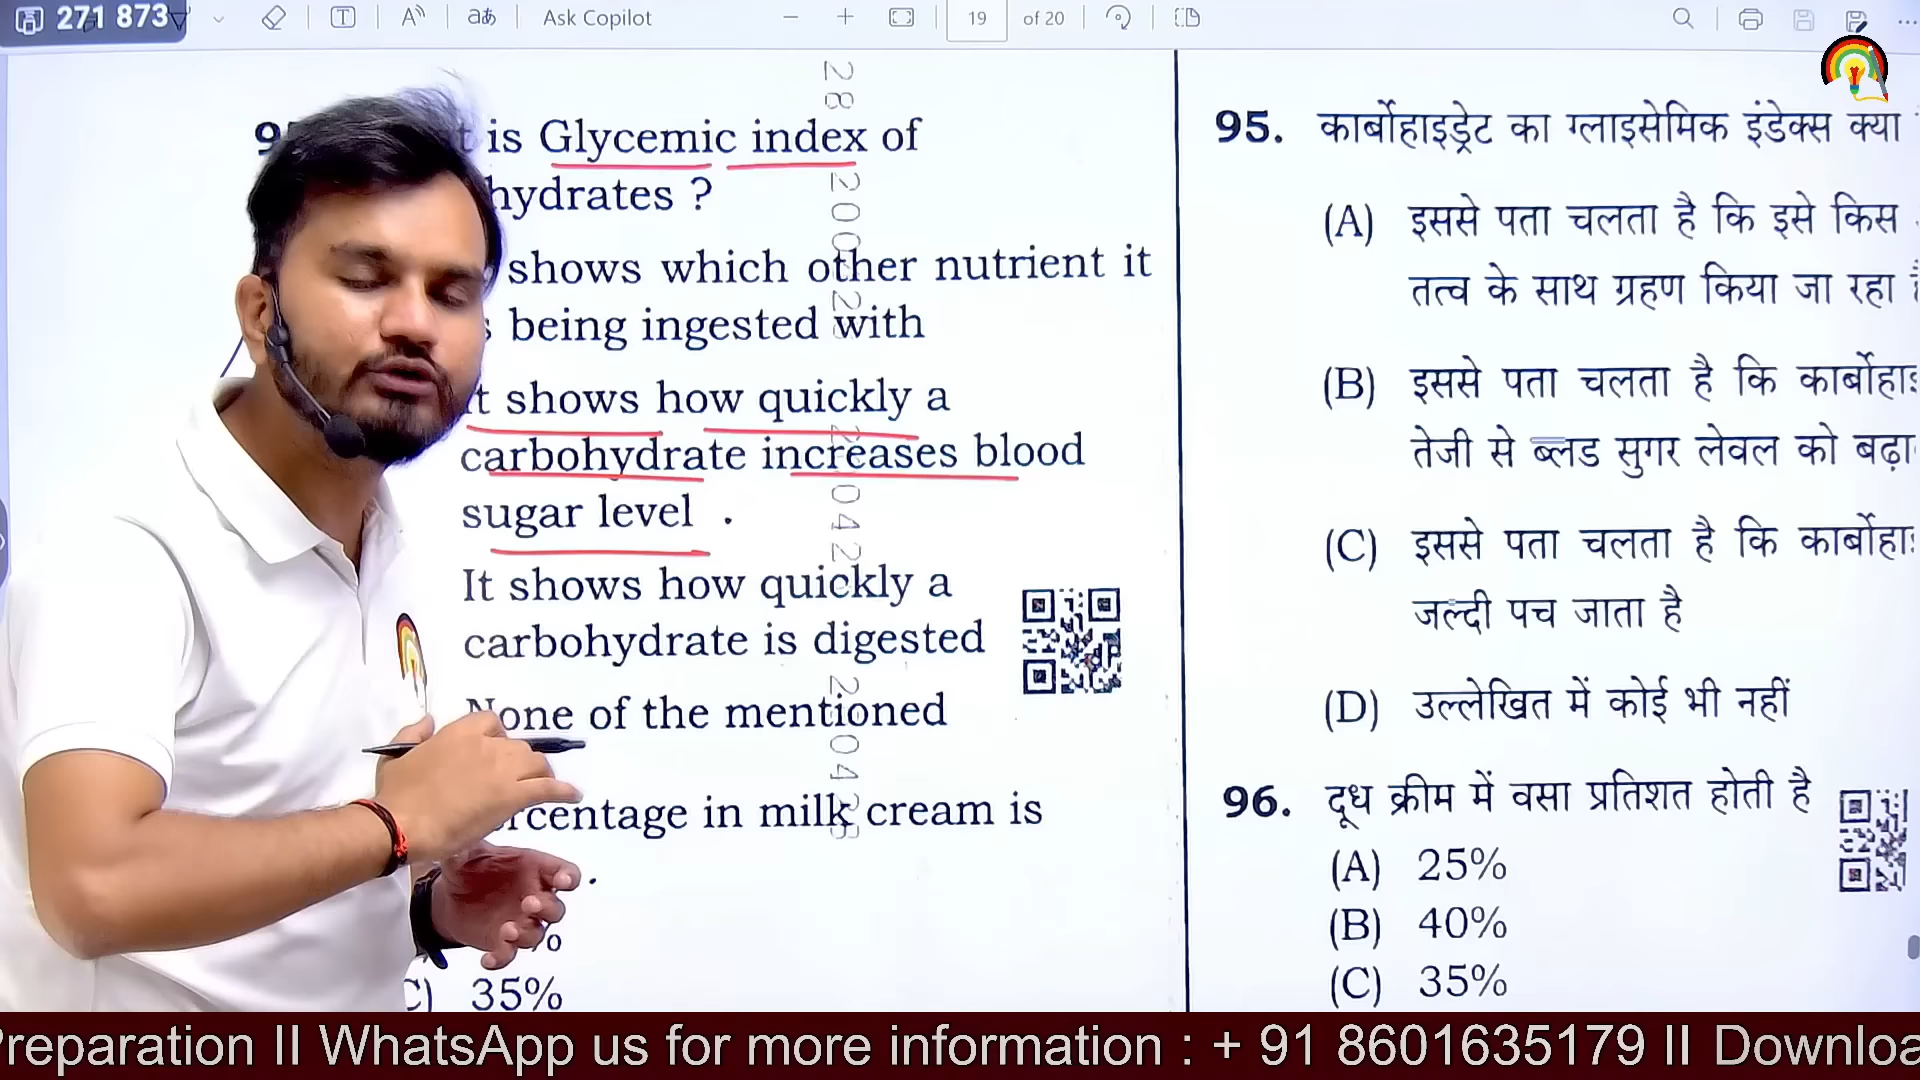 271 873
Ask Copilot
19 of 20
is Glycemic index of
hydrates ?
shows which other nutrient it
being ingested with
It shows how quickly a
carbohydrate increases blood
sugar level .
It shows how quickly a
carbohydrate is digested
None of the mentioned
rcentage in milk cream is
C) 35%
95. कार्बोहाइड्रेट का ग्लाइसेमिक इंडेक्स क्या
(A) इससे पता चलता है कि इसे किस
तत्व के साथ ग्रहण किया जा रहा
(B) इससे पता चलता है कि कार्बोहाइ
तेजी से ब्लड सुगर लेवल को बढ़ा
(C) इससे पता चलता है कि कार्बोहा
जल्दी पच जाता है
(D) उल्लेखित में कोई भी नहीं
96. दूध क्रीम में वसा प्रतिशत होती है
(A) 25%
(B) 40%
(C) 35%
Preparation II WhatsApp us for more information : + 91 8601635179 II Downloa